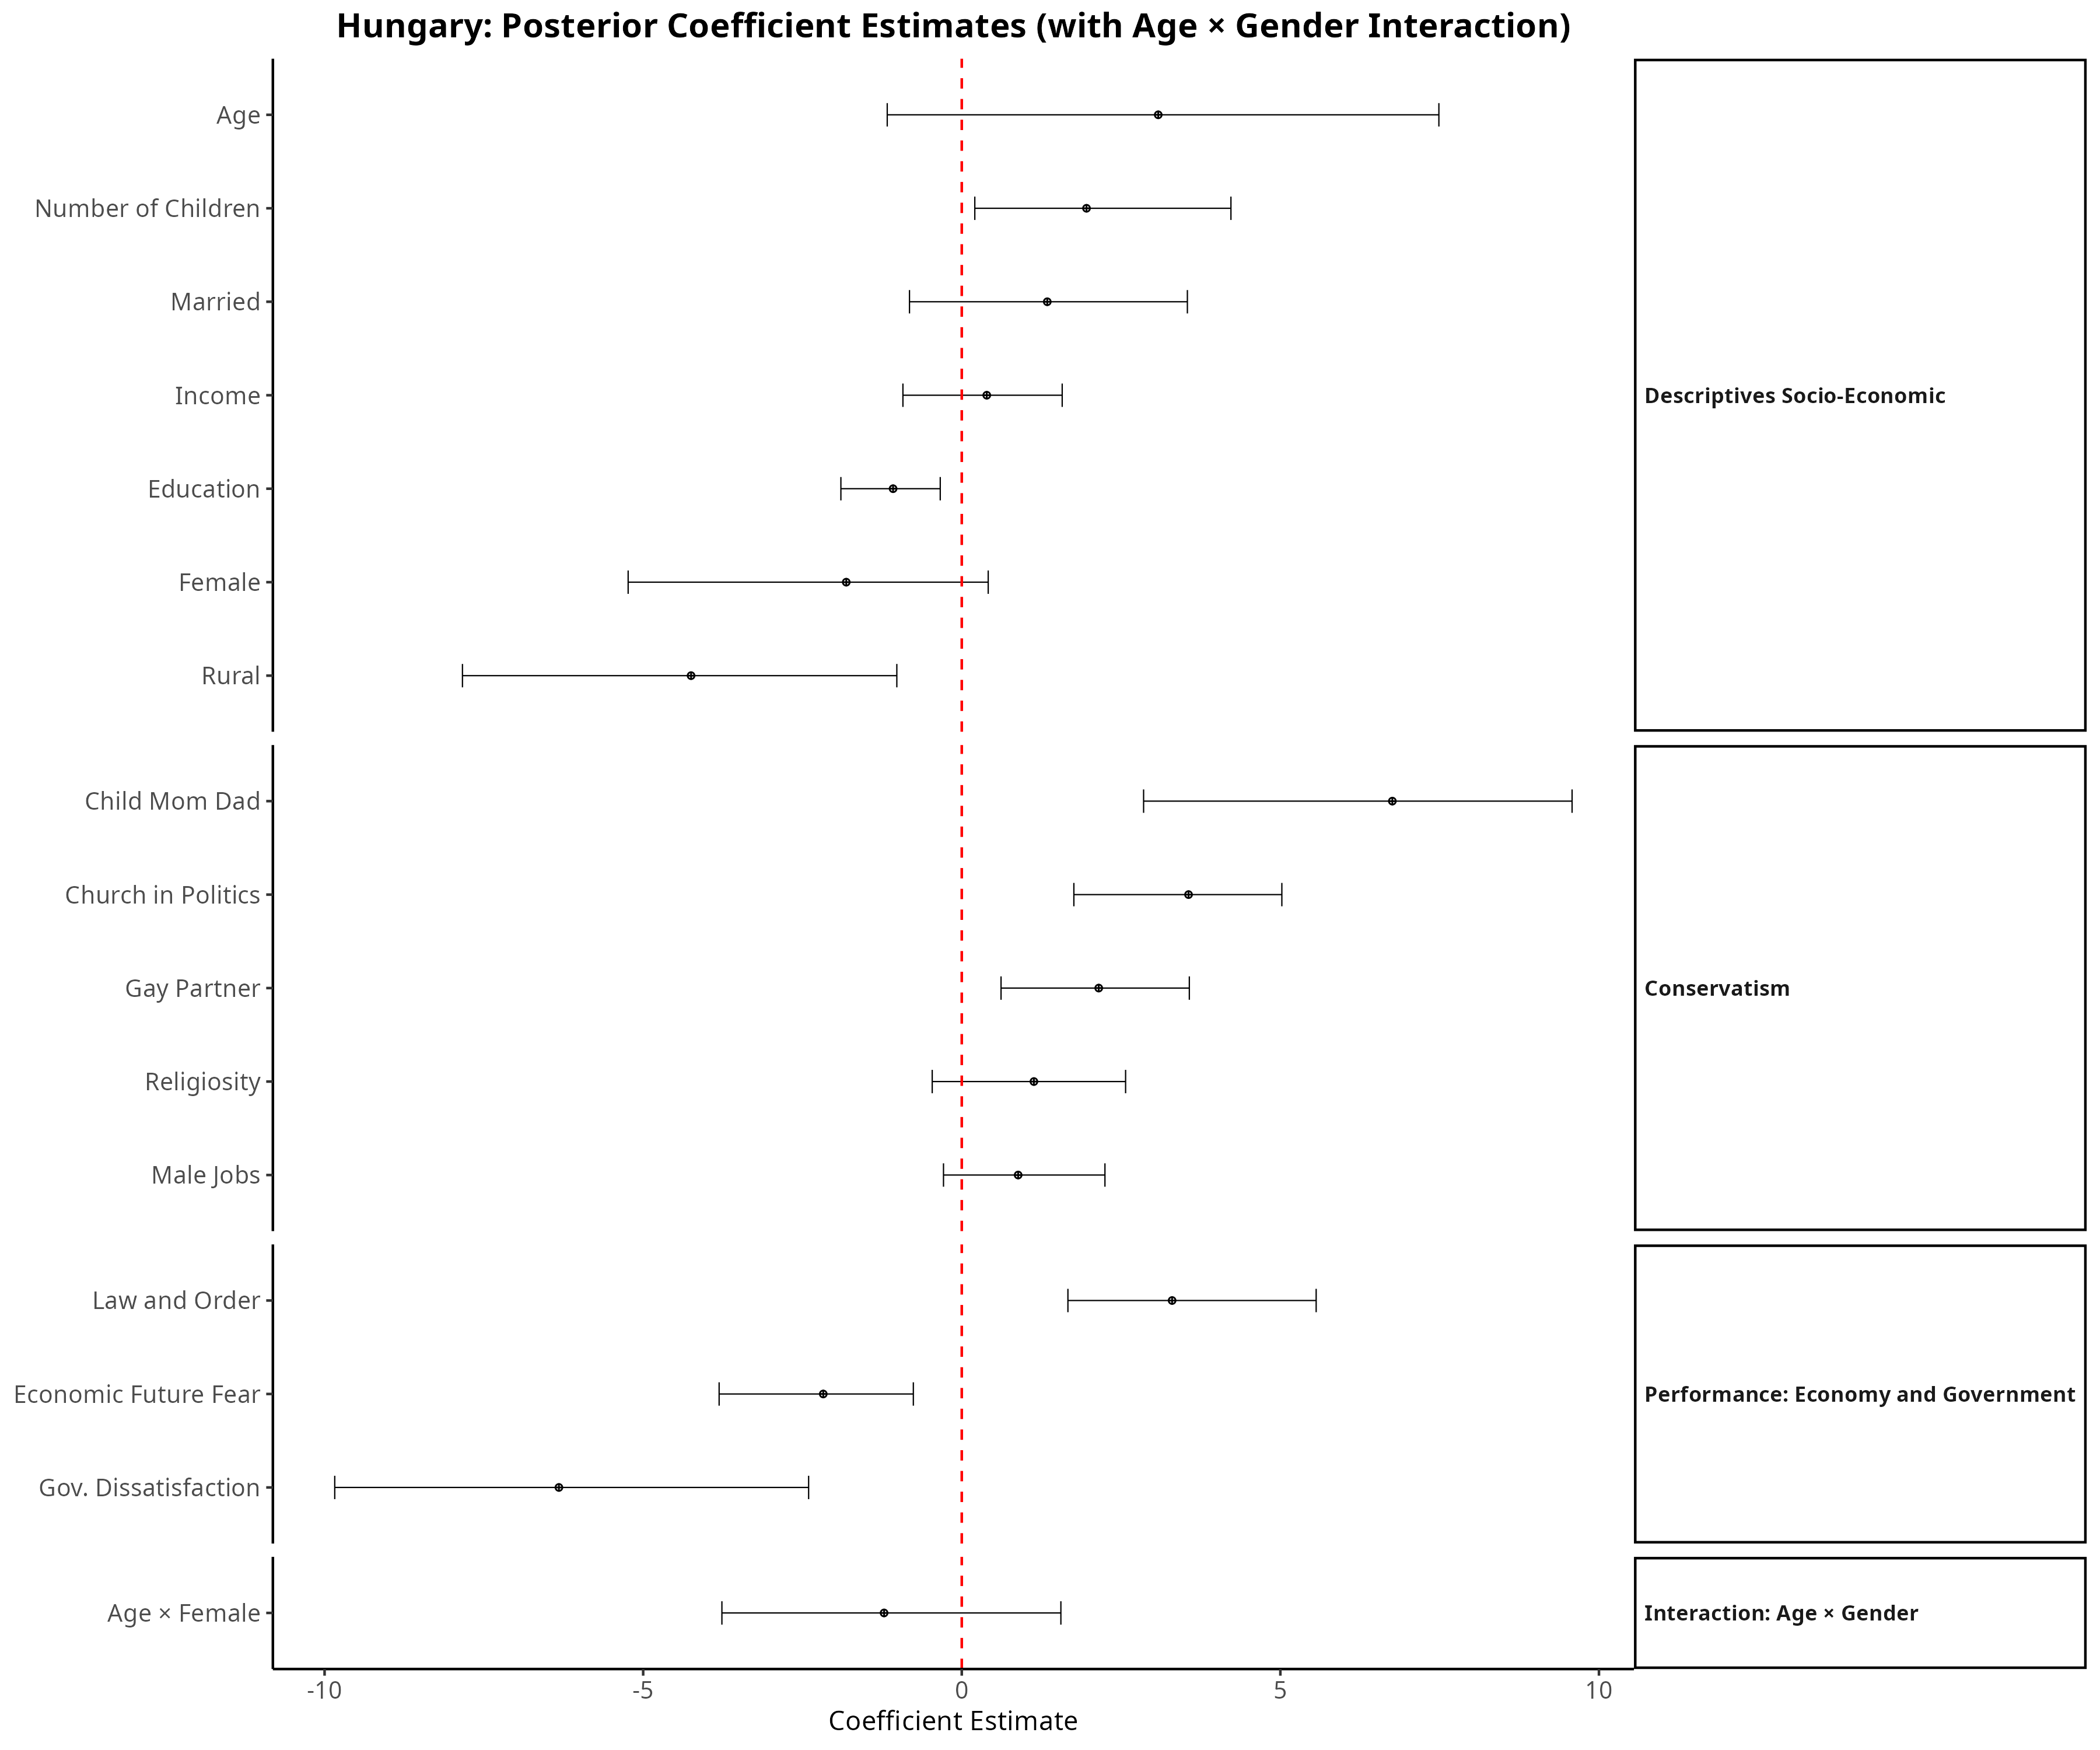 Hungary: Posterior Coefficient Estimates (with Age × Gender Interaction)
Age
Number of Children
Married
Income
Education
Female
Rural
Descriptives Socio-Economic
Child Mom Dad
Church in Politics
Gay Partner
Religiosity
Male Jobs
Conservatism
Law and Order
Economic Future Fear
Gov. Dissatisfaction
Performance: Economy and Government
Age × Female
Interaction: Age × Gender
-10 -5 0 5 10
Coefficient Estimate